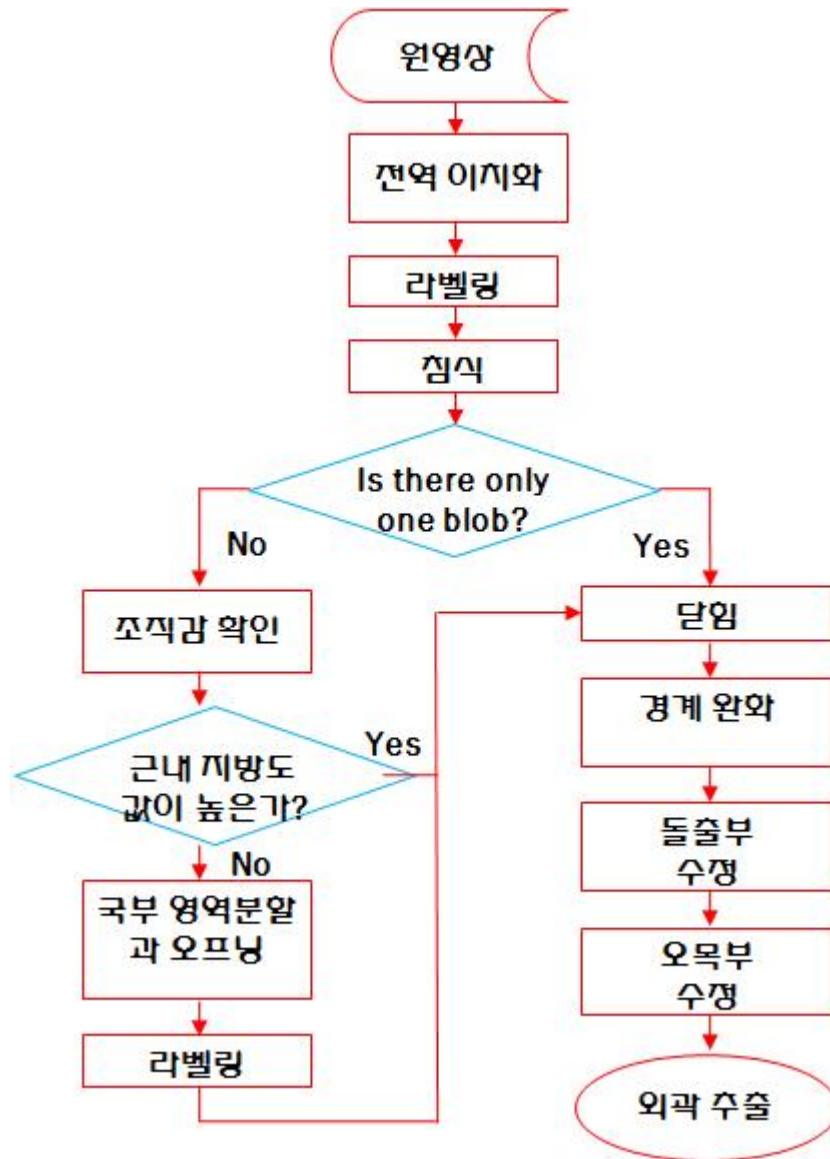 원영상
전역 이치화
라벨링
침식
Is there only
one blob?
No
Yes
조직감 확인
닫힘
근내 지방도
값이 높은가?
Yes
No
경계 완화
국부 영역분할
과 오프닝
돌출부
수정
라벨링
오목부
수정
외곽 추출